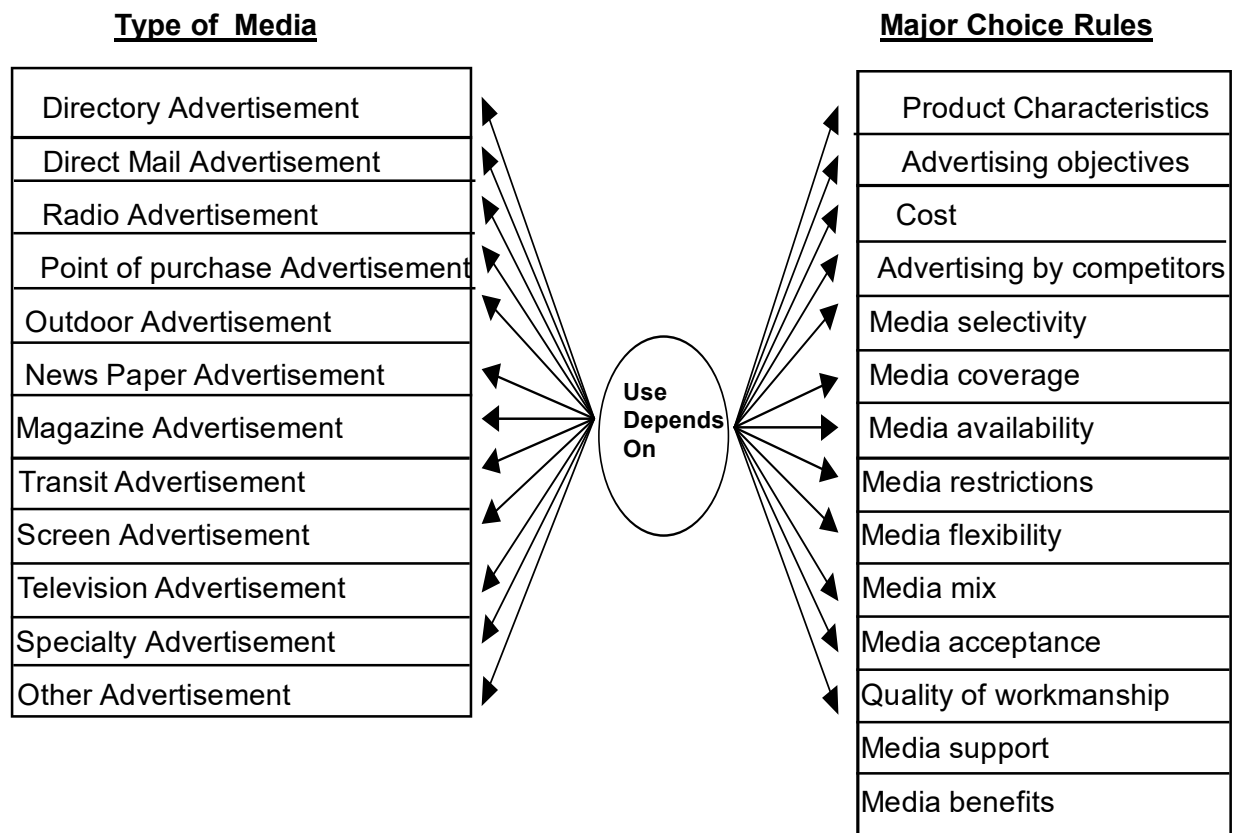 Type of Media
Directory Advertisement
Direct Mail Advertisement
Radio Advertisement
Point of purchase Advertisement
Outdoor Advertisement
News Paper Advertisement
Magazine Advertisement
Transit Advertisement
Screen Advertisement
Television Advertisement
Specialty Advertisement
Other Advertisement
Use
Depends
On
Major Choice Rules
Product Characteristics
Advertising objectives
Cost
Advertising by competitors
Media selectivity
Media coverage
Media availability
Media restrictions
Media flexibility
Media mix
Media acceptance
Quality of workmanship
Media support
Media benefits